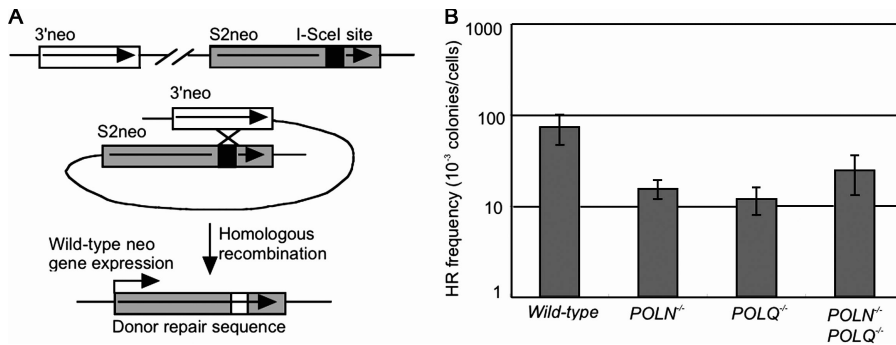 A
3'neo
S2neo
I-SceI site
3'neo
S2neo
Homologous
recombination
Wild-type neo
gene expression
Donor repair sequence
B
HR frequency (10⁻³ colonies/cells)
1000
100
10
1
Wild-type
POLN⁻/⁻
POLQ⁻/⁻
POLN⁻/⁻
POLQ⁻/⁻